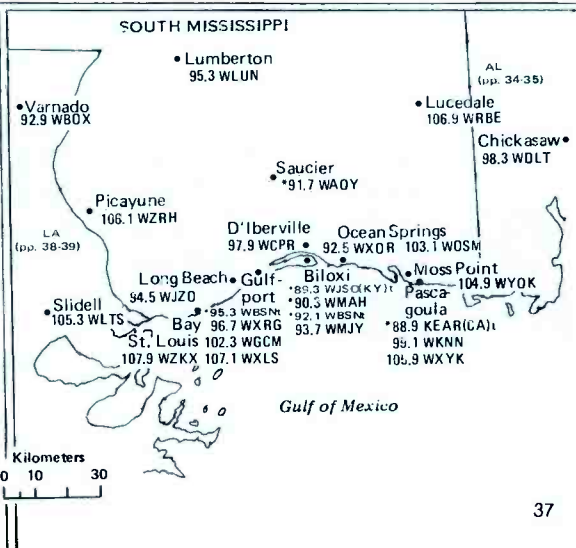 SOUTH MISSISSIPPI
Lumberton
95.3 WLUN
AL
(pp. 34-35)
Varnado
92.9 WBOX
Lucedale
106.9 WRBE
Chickasaw
98.3 WDLT
Saucier
*91.7 WAOY
Picayune
106.1 WZRH
LA
(pp. 38-39)
D'Iberville
97.9 WCPR
Ocean Springs
92.5 WXOR 103.1 WOSM
Moss Point
104.9 WYOK
Long Beach
94.5 WJZO
Gulf-
port
*95.3 WBSNt
96.7 WXRG
102.3 WGCM
107.1 WXLS
Biloxi
*89.3 WJSO(KY)t
*90.3 WMAH
*92.1 WBSNt
93.7 WMJY
Pasca-
goula
*88.9 KEAR(CA)t
99.1 WKNN
105.9 WXYK
Slidell
105.3 WLTS
Bay
St. Louis
107.9 WZKX
Gulf of Mexico
Kilometers
0 10 30
37